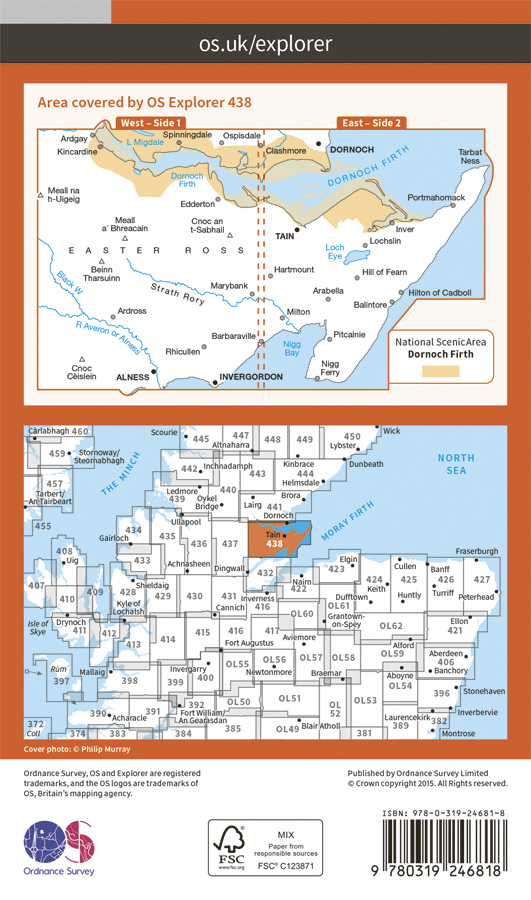 os.uk/explorer
Area covered by OS Explorer 438
West – Side 1
East – Side 2
Ardgay
Kincardine
L Migdale
Spinningdale
Ospisdale
Clashmore
DORNOCH
DORNOCH FIRTH
Tarbat
Ness
Meall na
h-Uigeig
Dornoch
Firth
Edderton
Portmahomack
Meall
a' Bhreacain
Cnoc an
t-Sabhail
TAIN
Inver
Lochslin
EASTER ROSS
Loch
Eye
Beinn
Tharsuinn
Hartmount
Hill of Fearn
Black W
Strath Rory
Marybank
Arabella
Hilton of Cadboll
Balintore
Ardross
Milton
R Averon or Alness
Barbaraville
Pitcalnie
Rhicullen
Nigg
Bay
National Scenic Area
Dornoch Firth
Cnoc
Cèislein
ALNESS
INVERGORDON
Nigg
Ferry
Càrlabhagh 460
Scourie
445
447
448
449
450
Wick
Altnaharra
Lybster
459
Stornoway/
Steornabhagh
THE MINCH
442
Inchnadamph
443
Kinbrace
444
Dunbeath
NORTH
SEA
457
Tarbert/
An Tairbeart
Ledmore
439
440
Helmsdale
Oykel
Bridge
Lairg
Brora
441
455
Ullapool
Dornoch
MORAY FIRTH
434
435
436
437
Tain
438
Gairloch
Fraserburgh
408
Uig
433
Achnasheen
Dingwall
432
Elgin
423
Cullen
Banff
407
410
409
Shieldaig
428
429
430
431
Nairn
422
424
Keith
425
Huntly
426
Turriff
427
Peterhead
Inverness
416
Dufftown
OL61
Kyle of
Lochalsh
Cannich
OL60
Isle of
Skye
Drynoch
411
412
413
414
415
416
417
Grantown-
on-Spey
OL62
Ellon
421
Fort Augustus
Aviemore
Alford
Rùm
397
Mallaig
398
Invergarry
399
400
OL55
OL56
Newtonmore
OL57
OL58
Braemar
OL59
Aboyne
Aberdeen
406
Banchory
OL54
372
Coll
390
Acharacle
391
392
Fort William/
An Gearasdan
OL50
OL51
OL
52
OL53
396
Stonehaven
Inverbervie
Laurencekirk
382
374
383
384
385
OL49
Blair Atholl
381
389
Montrose
Cover photo: © Philip Murray
Ordnance Survey, OS and Explorer are registered
trademarks, and the OS logos are trademarks of
OS, Britain's mapping agency.
Published by Ordnance Survey Limited
© Crown copyright 2015. All Rights reserved.
OS
Ordnance Survey
FSC
www.fsc.org
MIX
Paper from
responsible sources
FSC® C123871
ISBN: 978-0-319-24681-8
9 780319 246818